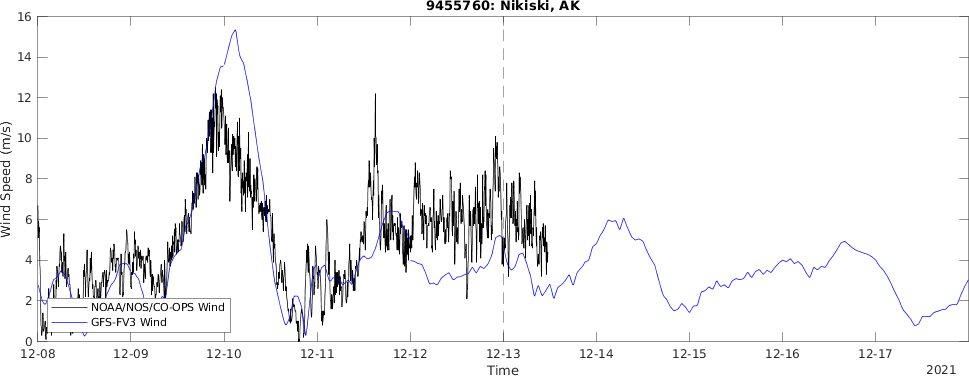 9455760: Nikiski, AK
16
14
12
10
8
6
4
2
0
Wind Speed (m/s)
NOAA/NOS/CO-OPS Wind
GFS-FV3 Wind
12-08 12-09 12-10 12-11 12-12 12-13 12-14 12-15 12-16 12-17
Time
2021